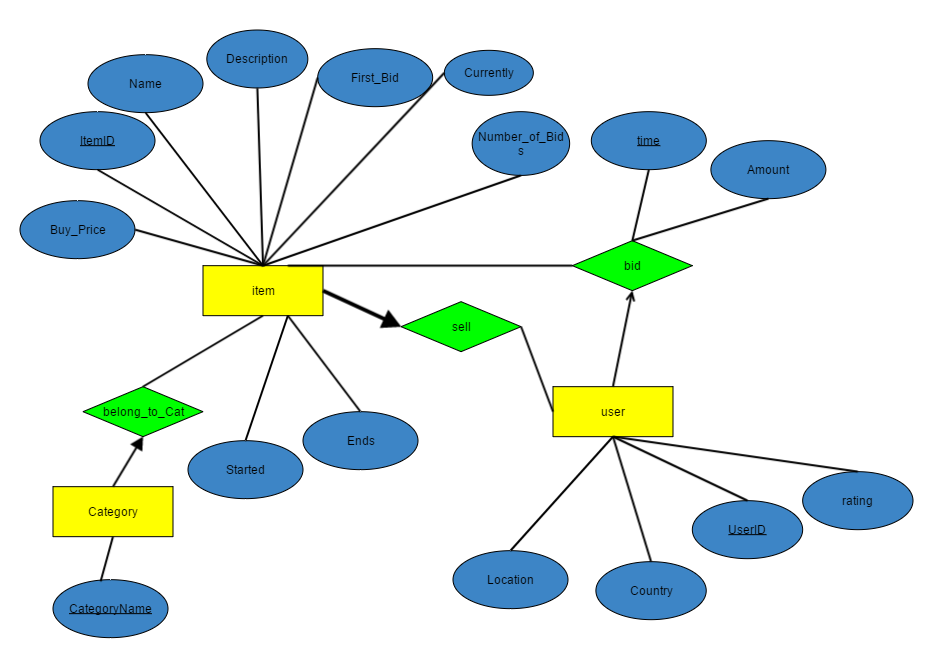 Description
First_Bid
Currently
Name
ItemID
Number_of_Bid
s
time
Amount
Buy_Price
item
bid
sell
belong_to_Cat
user
Ends
Started
Category
rating
UserID
Location
Country
CategoryName